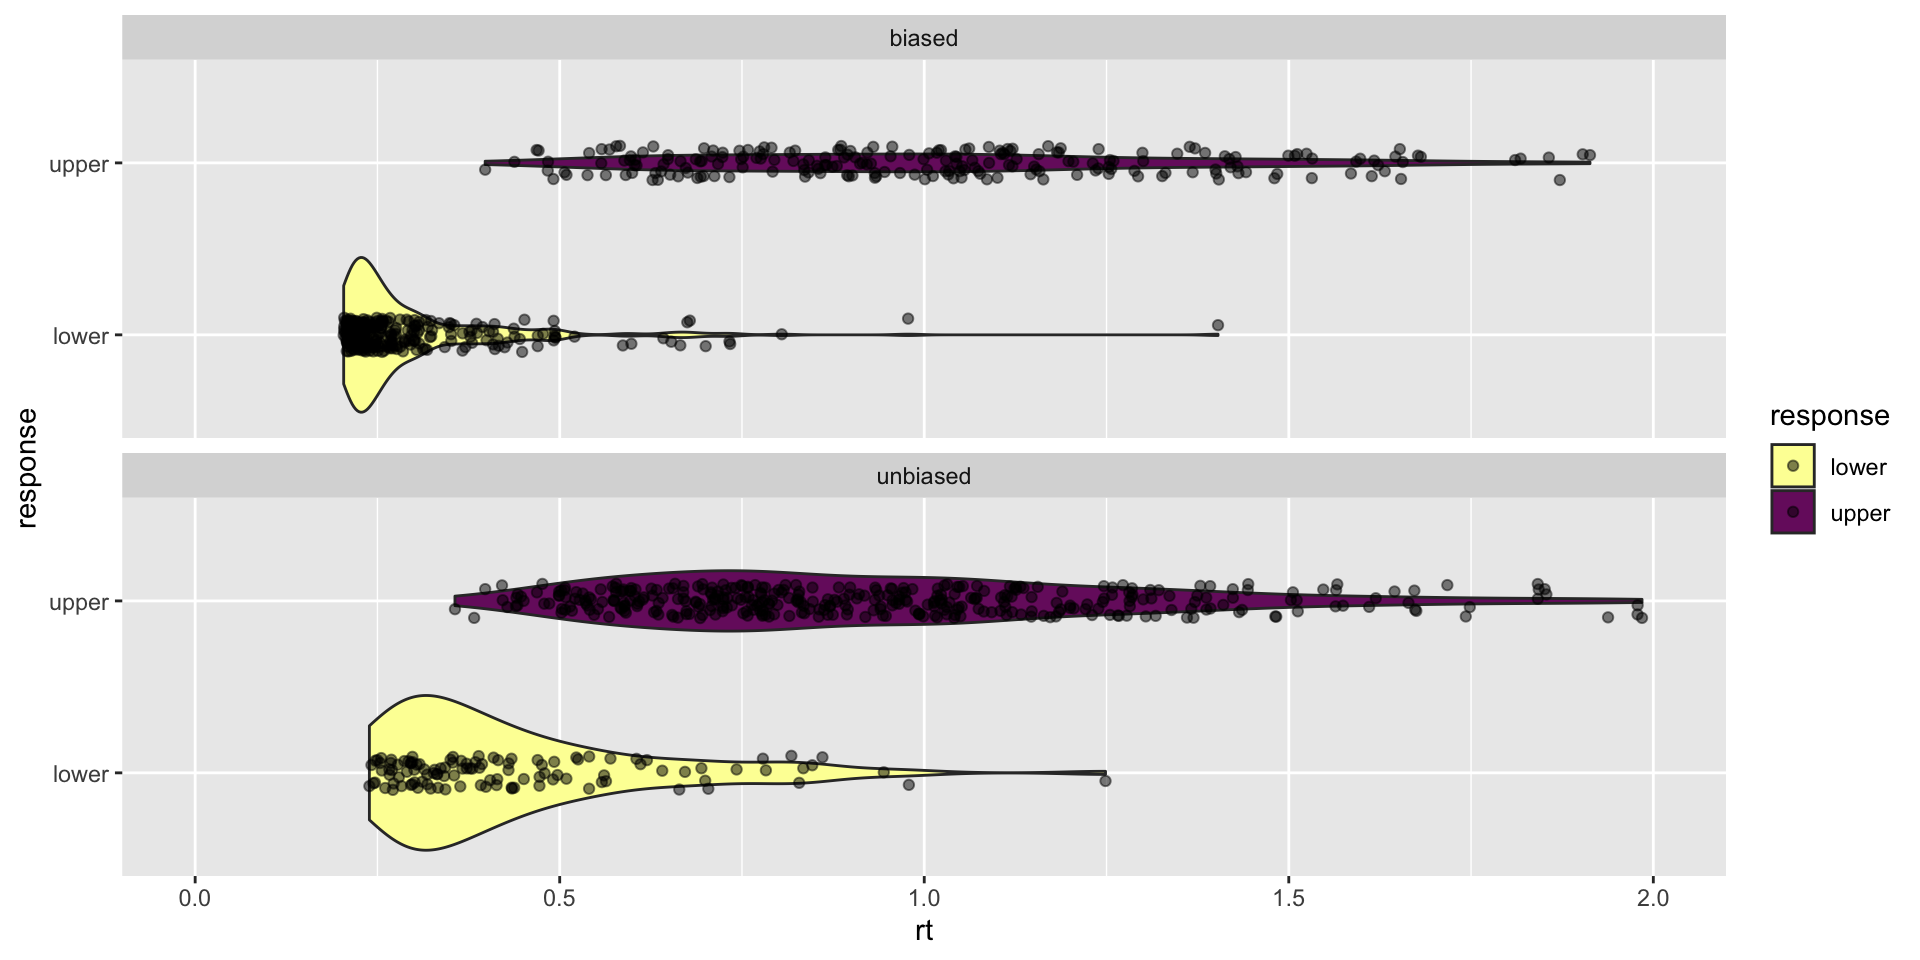 biased
upper
lower
unbiased
upper
lower
response
0.0 0.5 1.0 1.5 2.0
rt
response
lower
upper